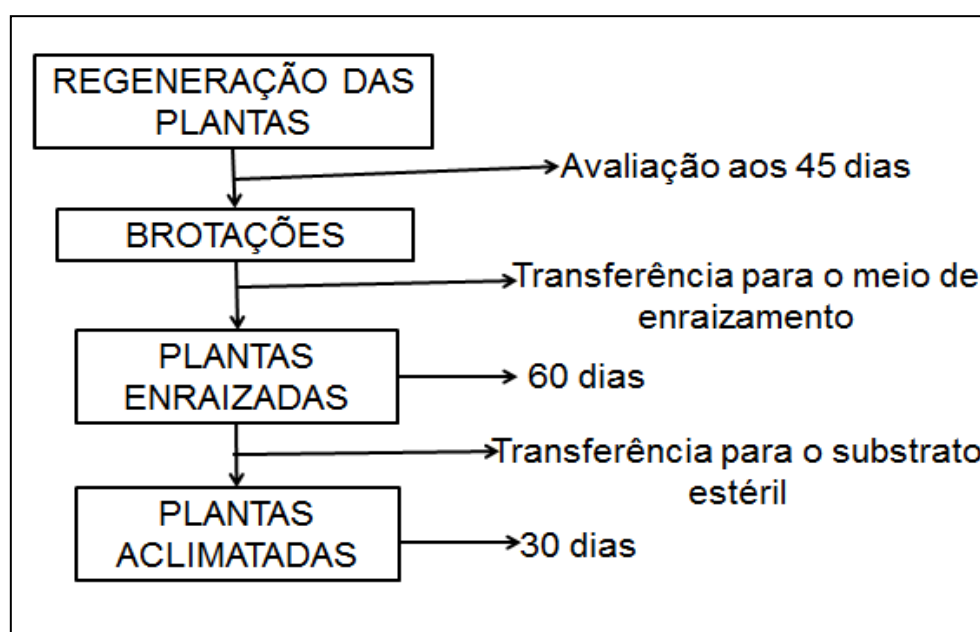 REGENERAÇÃO DAS
PLANTAS
Avaliação aos 45 dias
BROTAÇÕES
Transferência para o meio de
enraizamento
PLANTAS
ENRAIZADAS
60 dias
Transferência para o substrato
estéril
PLANTAS
ACLIMATADAS
30 dias